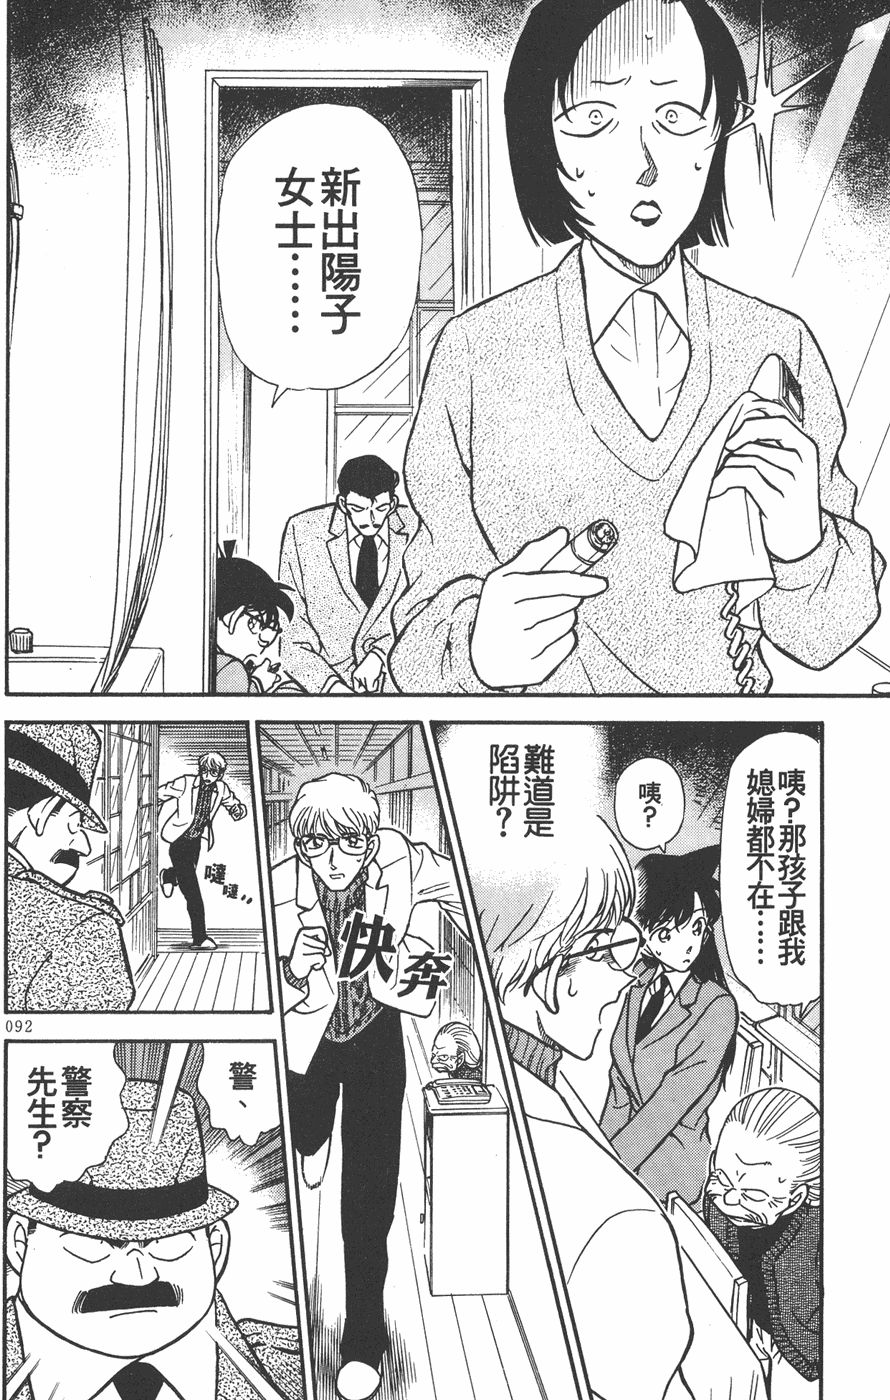 新出陽子
女士……
咦?那孩子跟我
媳婦都不在……
咦?
難道是
陷阱?
快奔
噠噠‥
警、
警察
先生?
092